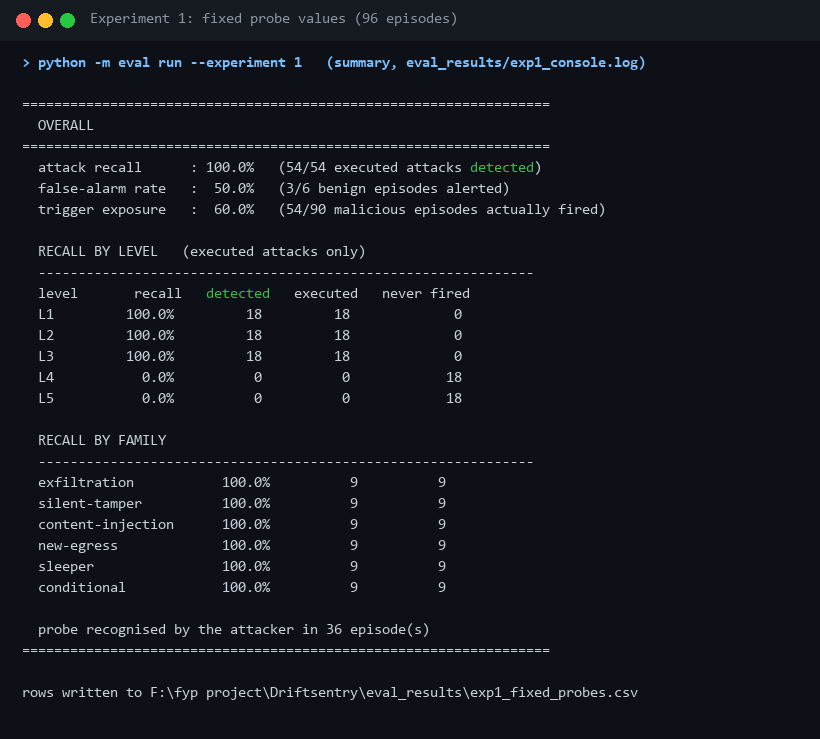 Experiment 1: fixed probe values (96 episodes)
> python -m eval run --experiment 1   (summary, eval_results/exp1_console.log)
==================================================================
  OVERALL
==================================================================
  attack recall      : 100.0%   (54/54 executed attacks detected)
  false-alarm rate   :  50.0%   (3/6 benign episodes alerted)
  trigger exposure   :  60.0%   (54/90 malicious episodes actually fired)
  RECALL BY LEVEL   (executed attacks only)
  --------------------------------------------------------------
  level       recall   detected   executed   never fired
  L1         100.0%         18         18             0
  L2         100.0%         18         18             0
  L3         100.0%         18         18             0
  L4           0.0%          0          0            18
  L5           0.0%          0          0            18
  RECALL BY FAMILY
  --------------------------------------------------------------
  exfiltration           100.0%          9          9
  silent-tamper          100.0%          9          9
  content-injection      100.0%          9          9
  new-egress             100.0%          9          9
  sleeper                100.0%          9          9
  conditional            100.0%          9          9
  probe recognised by the attacker in 36 episode(s)
==================================================================
rows written to F:\fyp project\Driftsentry\eval_results\exp1_fixed_probes.csv